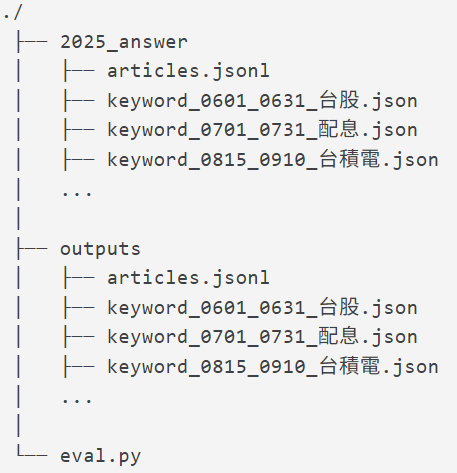 ./
├── 2025_answer
│   ├── articles.jsonl
│   ├── keyword_0601_0631_台股.json
│   ├── keyword_0701_0731_配息.json
│   ├── keyword_0815_0910_台積電.json
│   ...
│
├── outputs
│   ├── articles.jsonl
│   ├── keyword_0601_0631_台股.json
│   ├── keyword_0701_0731_配息.json
│   ├── keyword_0815_0910_台積電.json
│   ...
│
└── eval.py